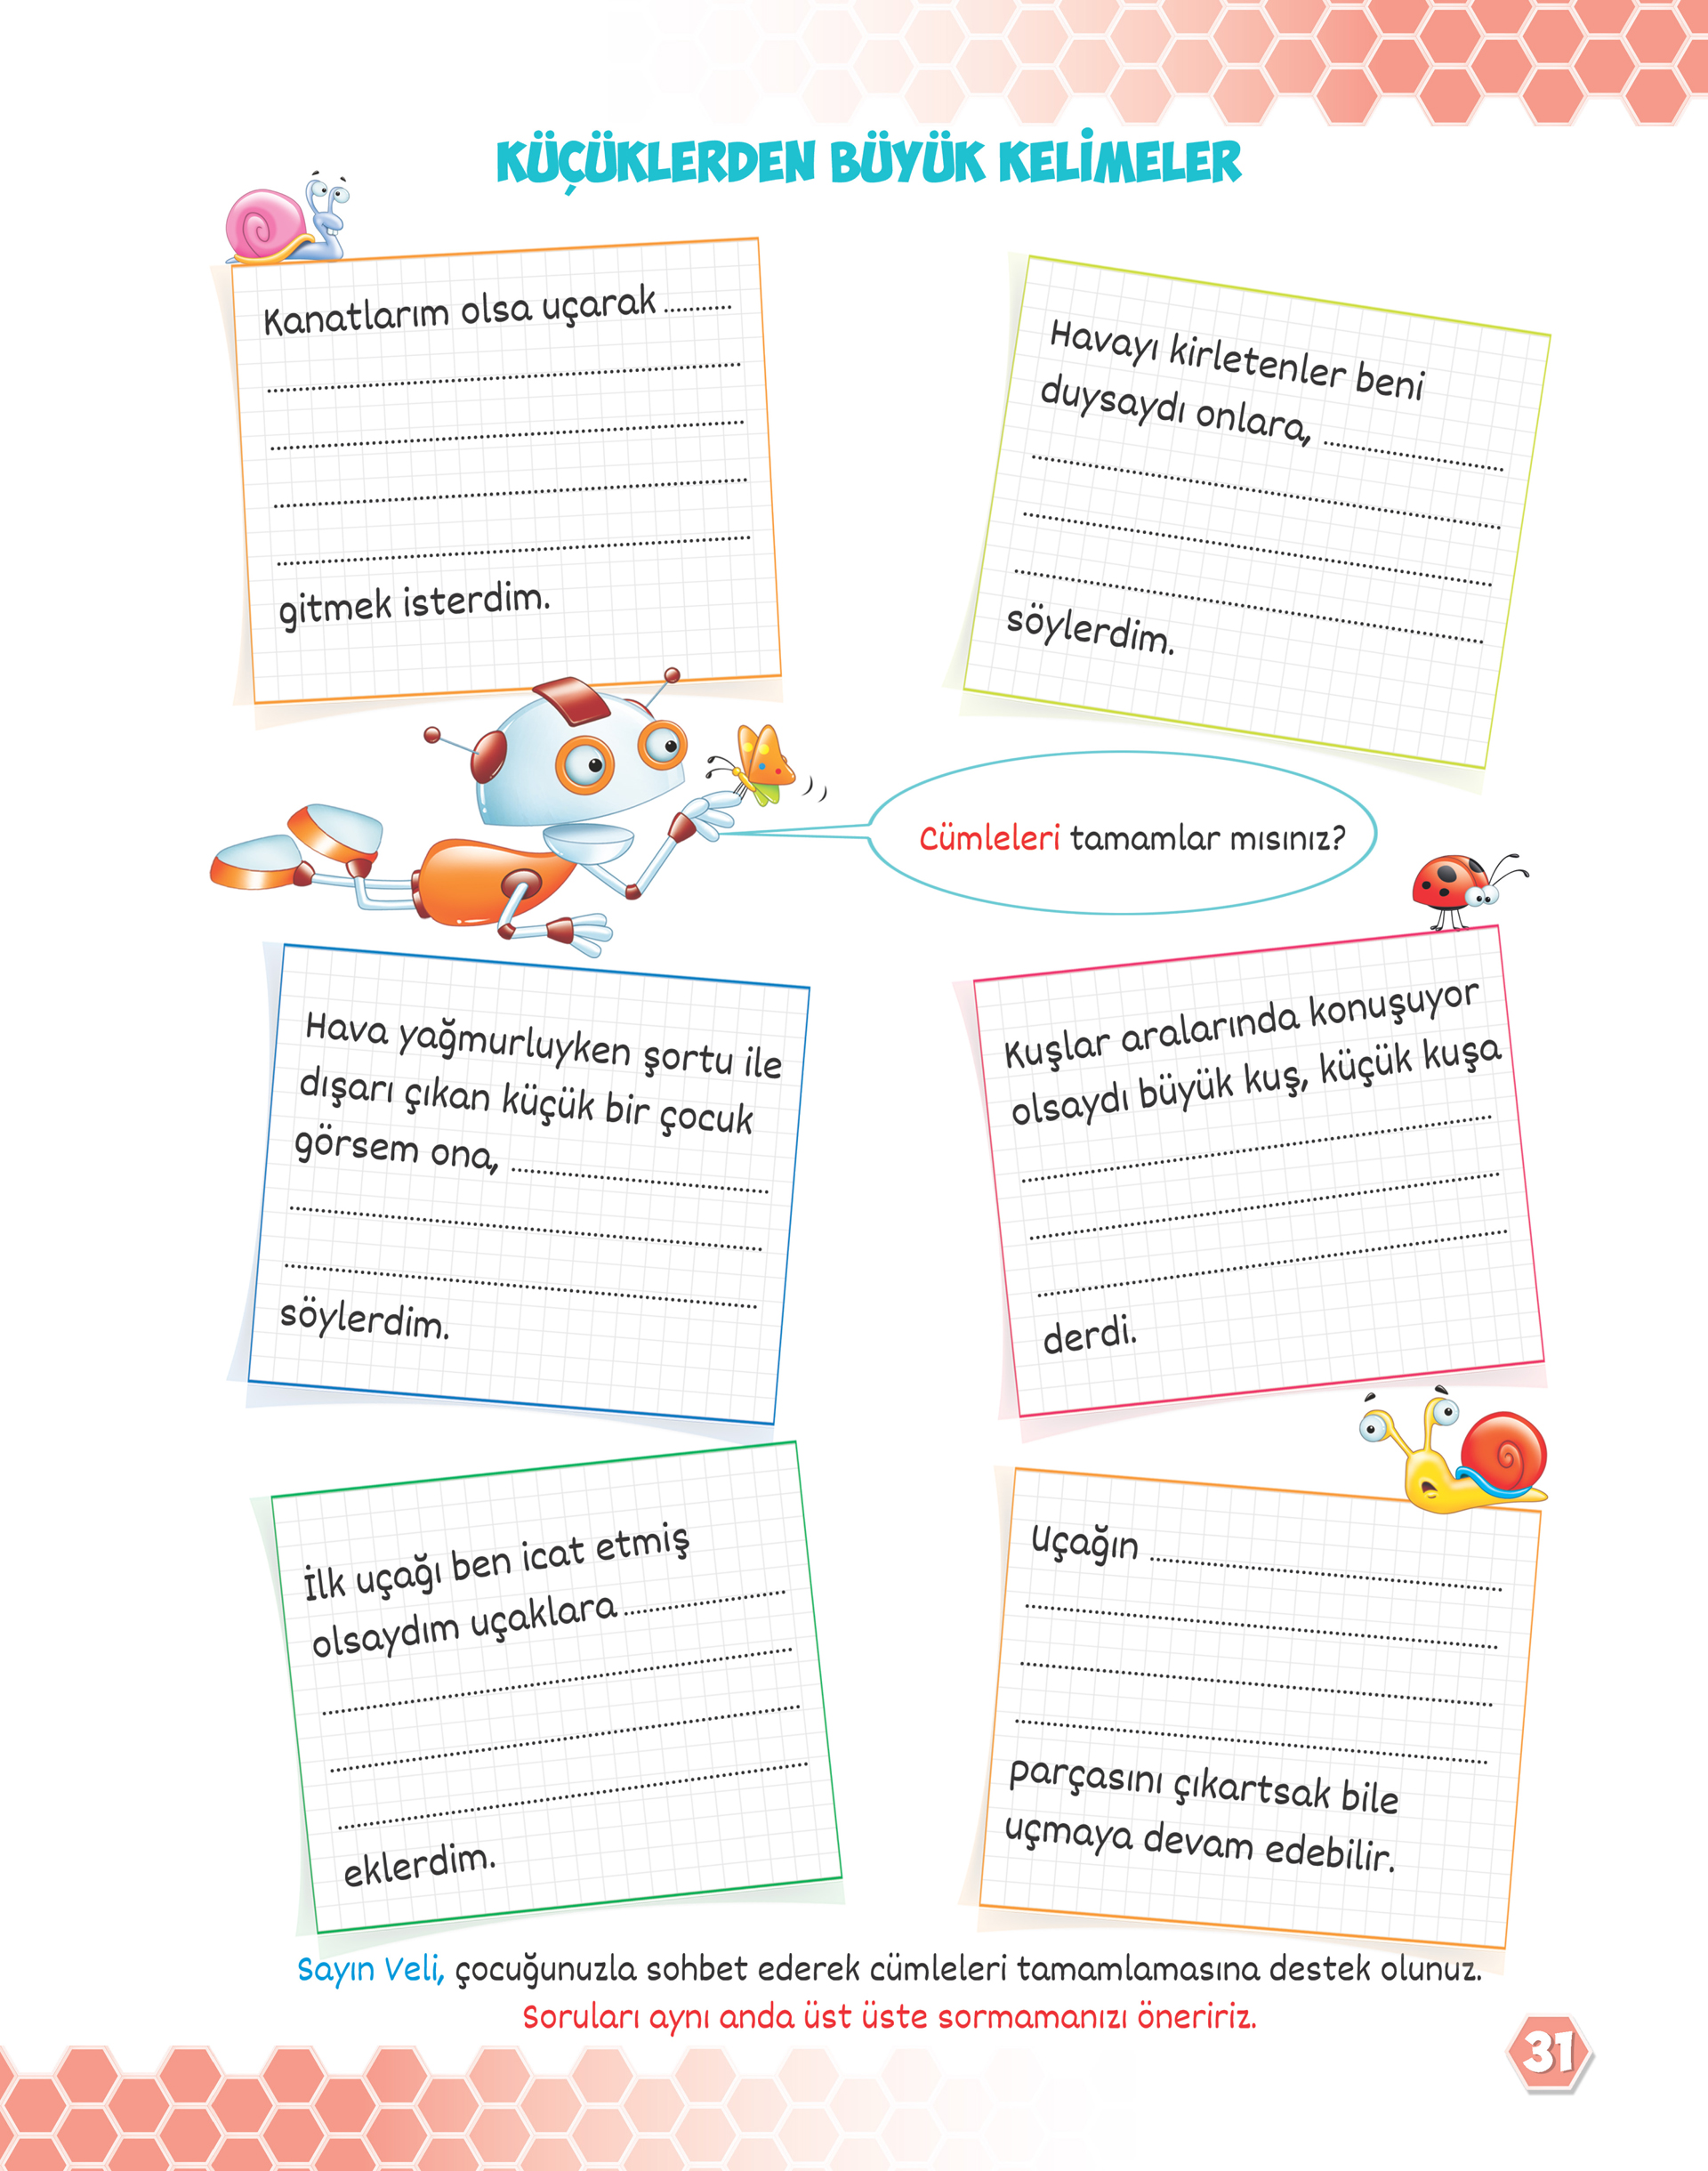 KÜÇÜKLERDEN BÜYÜK KELİMELER
Kanatlarım olsa uçarak ..........
gitmek isterdim.
Havayı kirletenler beni
duysaydı onlara, ..........
söylerdim.
Cümleleri tamamlar mısınız?
Hava yağmurluyken şortu ile
dışarı çıkan küçük bir çocuk
görsem ona, ..........
söylerdim.
Kuşlar aralarında konuşuyor
olsaydı büyük kuş, küçük kuşa
derdi.
İlk uçağı ben icat etmiş
olsaydım uçaklara ..........
eklerdim.
Uçağın ..........
parçasını çıkartsak bile
uçmaya devam edebilir.
Sayın Veli, çocuğunuzla sohbet ederek cümleleri tamamlamasına destek olunuz.
Soruları aynı anda üst üste sormamanızı öneririz.
31